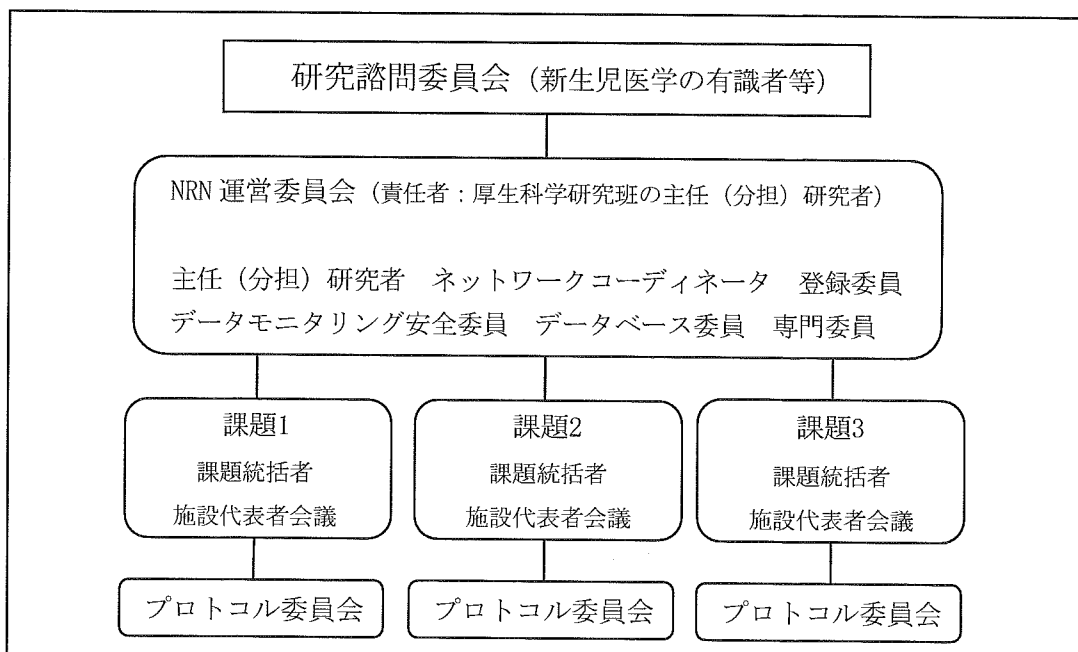 研究諮問委員会（新生児医学の有識者等）
NRN 運営委員会（責任者：厚生科学研究班の主任（分担）研究者）
主任（分担）研究者　ネットワークコーディネータ　登録委員
データモニタリング安全委員　データベース委員　専門委員
課題1
課題統括者
施設代表者会議
課題2
課題統括者
施設代表者会議
課題3
課題統括者
施設代表者会議
プロトコル委員会
プロトコル委員会
プロトコル委員会